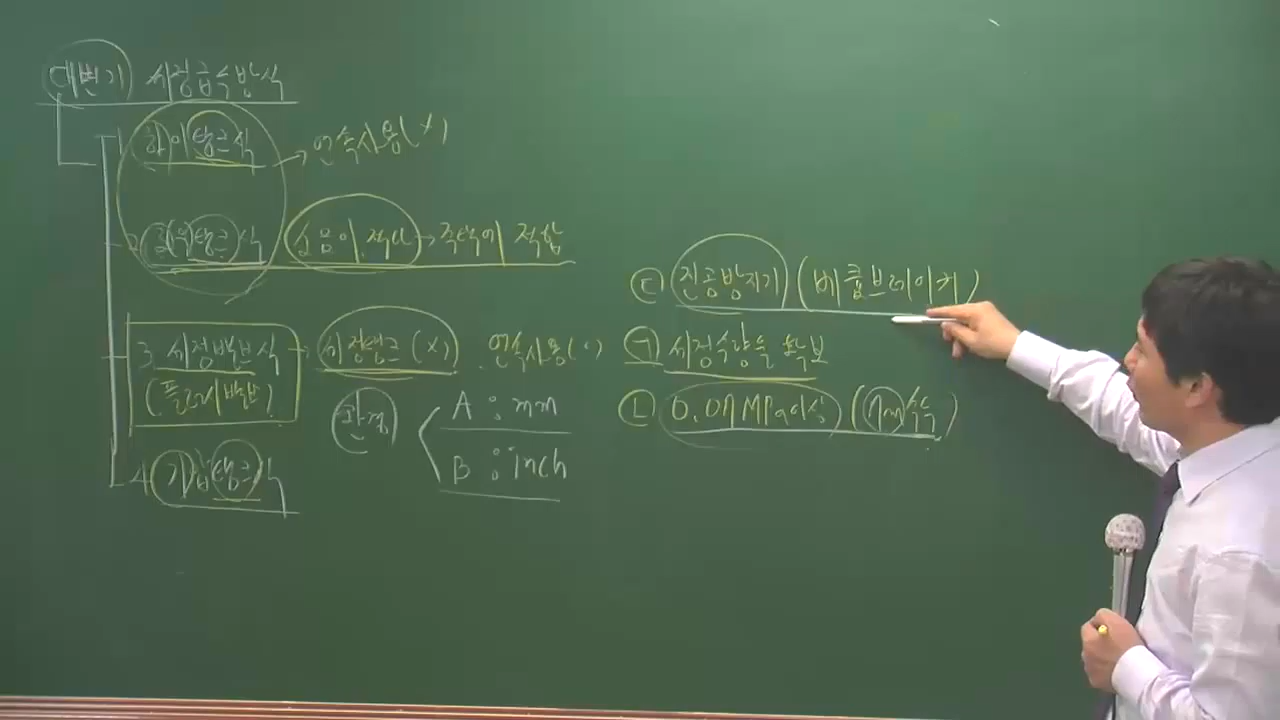 대변기 세정급수방식
1 하이탱크식 → 연속사용(X)
2 로(우)탱크식 소음이 적다 → 주택에 적합
3 세정밸브식 → 세정탱크(X) 연속사용(O)
(플러시밸브)
관경 A : mm
B : inch
4 기압탱크식
ㄷ 진공방지기 (버큠브레이커)
ㄱ 세정수량을 확보
ㄴ 0.07MPa이상 (7m수두)